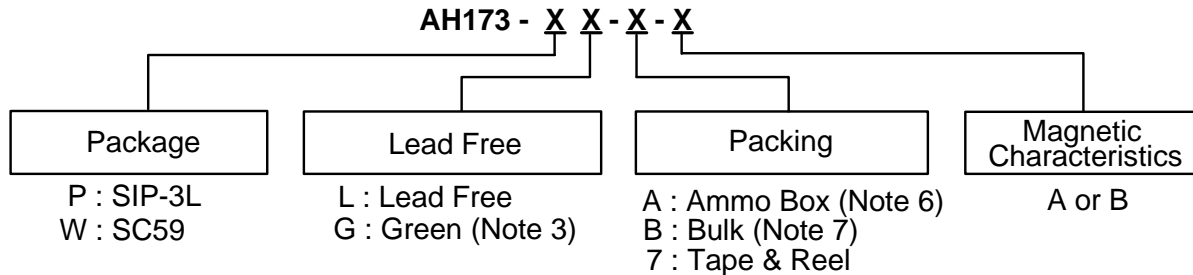 AH173 - X X - X - X
Package
P : SIP-3L
W : SC59
Lead Free
L : Lead Free
G : Green (Note 3)
Packing
A : Ammo Box (Note 6)
B : Bulk (Note 7)
7 : Tape & Reel
Magnetic
Characteristics
A or B